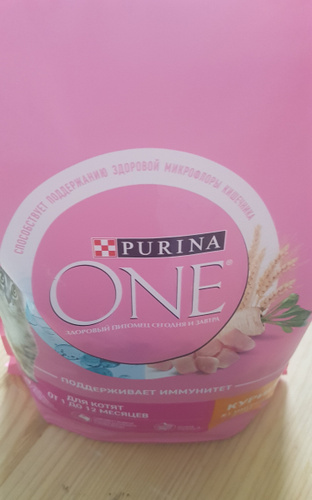 СПОСОБСТВУЕТ ПОДДЕРЖАНИЮ ЗДОРОВОЙ МИКРОФЛОРЫ КИШЕЧНИКА
PURINA
ONE®
ЗДОРОВЫЙ ПИТОМЕЦ СЕГОДНЯ И ЗАВТРА
ПОДДЕРЖИВАЕТ ИММУНИТЕТ
ДЛЯ КОТЯТ
ОТ 1 ДО 12 МЕСЯЦЕВ